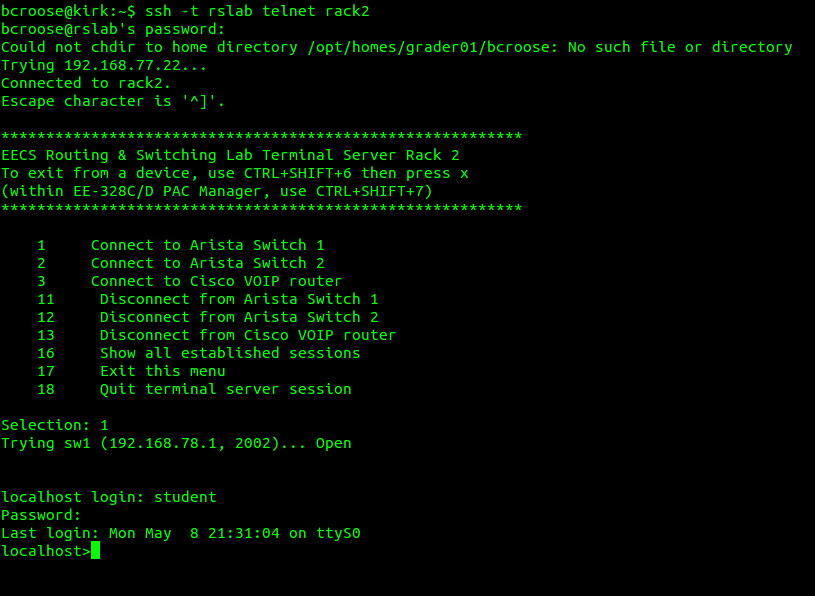 bcroose@kirk:~$ ssh -t rslab telnet rack2
bcroose@rslab's password:
Could not chdir to home directory /opt/homes/grader01/bcroose: No such file or directory
Trying 192.168.77.22...
Connected to rack2.
Escape character is '^]'.
**********************************************************
EECS Routing & Switching Lab Terminal Server Rack 2
To exit from a device, use CTRL+SHIFT+6 then press x
(within EE-328C/D PAC Manager, use CTRL+SHIFT+7)
**********************************************************
1     Connect to Arista Switch 1
2     Connect to Arista Switch 2
3     Connect to Cisco VOIP router
11     Disconnect from Arista Switch 1
12     Disconnect from Arista Switch 2
13     Disconnect from Cisco VOIP router
16     Show all established sessions
17     Exit this menu
18     Quit terminal server session
Selection: 1
Trying sw1 (192.168.78.1, 2002)... Open
localhost login: student
Password:
Last login: Mon May  8 21:31:04 on ttyS0
localhost>